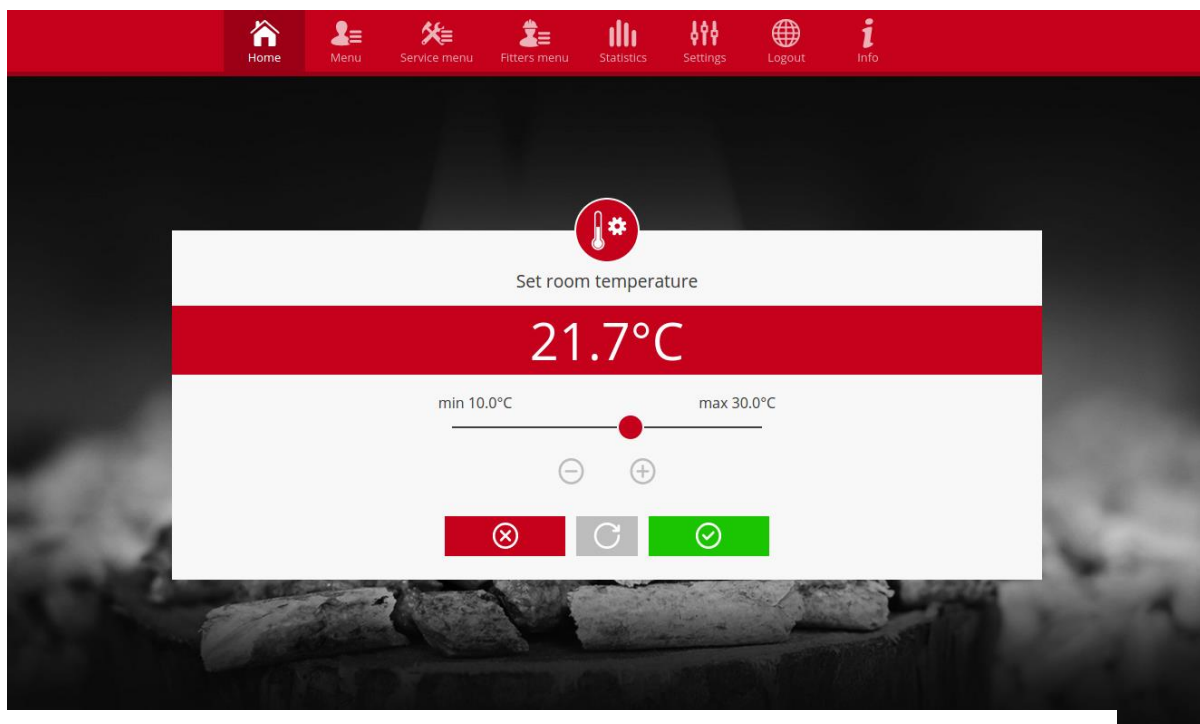 Home Menu Service menu Fitters menu Statistics Settings Logout Info
Set room temperature
21.7°C
min 10.0°C max 30.0°C